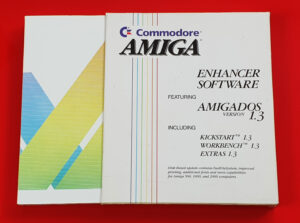 Commodore
AMIGA
ENHANCER
SOFTWARE
FEATURING
AMIGADOS
VERSION 1.3
INCLUDING
KICKSTART™ 1.3
WORKBENCH™ 1.3
EXTRAS 1.3